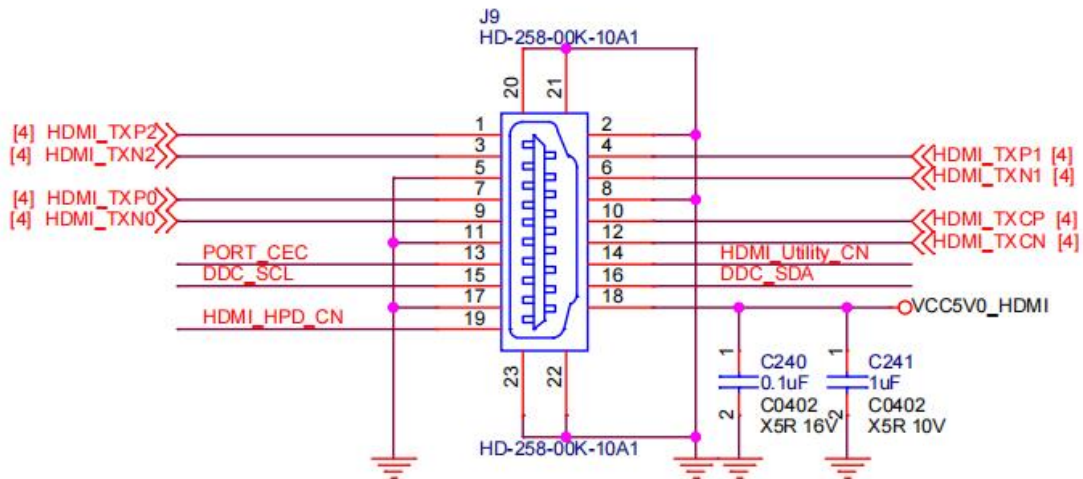 J9
HD-258-00K-10A1
20
21
[4] HDMI_TXP2
1
2
[4] HDMI_TXN2
3
4
HDMI_TXP1 [4]
5
6
HDMI_TXN1 [4]
[4] HDMI_TXP0
7
8
[4] HDMI_TXN0
9
10
HDMI_TXCP [4]
11
12
HDMI_TXCN [4]
PORT_CEC
13
14
HDMI_Utility_CN
DDC_SCL
15
16
DDC_SDA
17
18
VCC5V0_HDMI
HDMI_HPD_CN
19
23
22
HD-258-00K-10A1
1
C240
0.1uF
2
C0402
X5R 16V
1
C241
1uF
2
C0402
X5R 10V